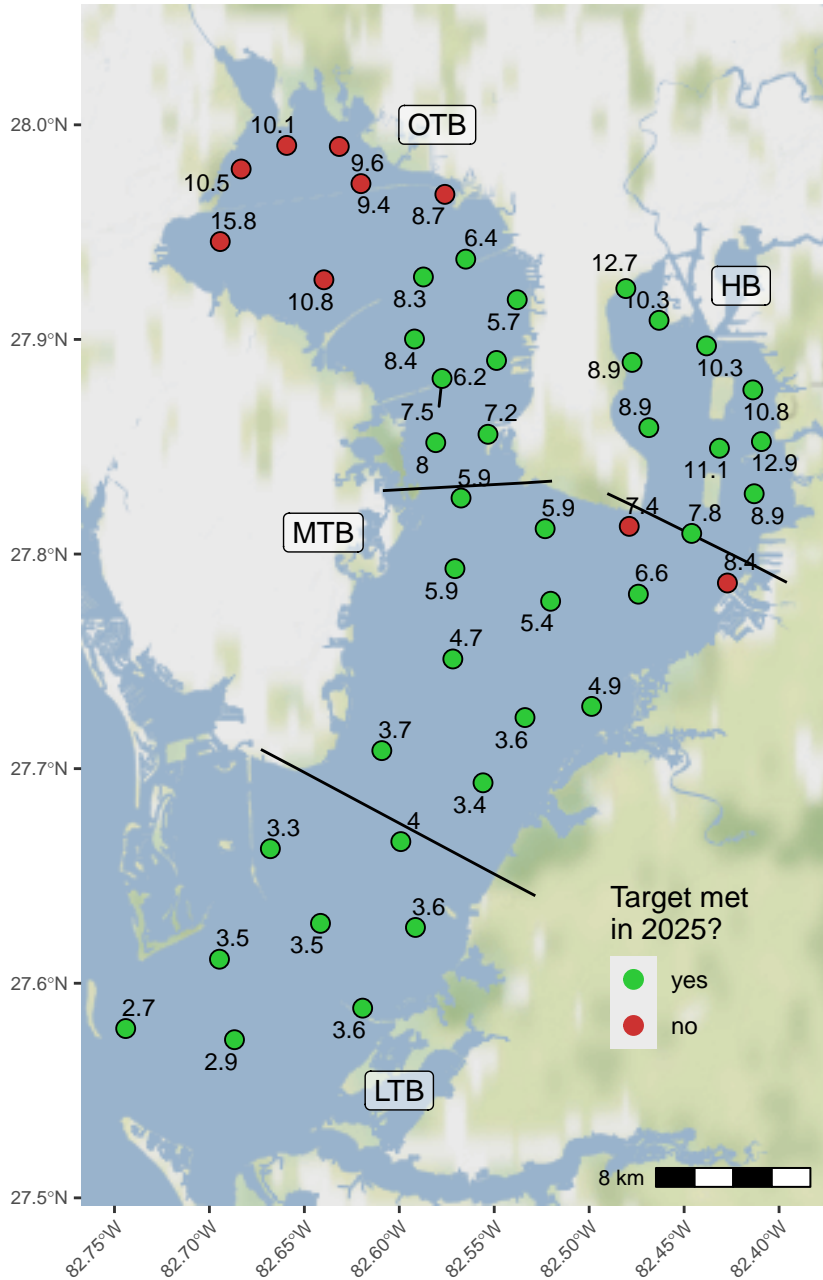 28.0°N
27.9°N
27.8°N
27.7°N
27.6°N
27.5°N
OTB
10.1
9.6
10.5
9.4
8.7
15.8
6.4
10.8
8.3
5.7
8.4
6.2
7.5
7.2
8
HB
12.7
10.3
10.3
8.9
10.8
8.9
11.1
12.9
8.9
MTB
5.9
5.9
7.4
7.8
8.4
5.9
5.4
6.6
4.7
4.9
3.6
3.7
3.4
3.3
4
3.6
3.5
3.5
2.7
2.9
3.6
LTB
Target met
in 2025?
yes
no
8 km
82.75°W
82.70°W
82.65°W
82.60°W
82.55°W
82.50°W
82.45°W
82.40°W